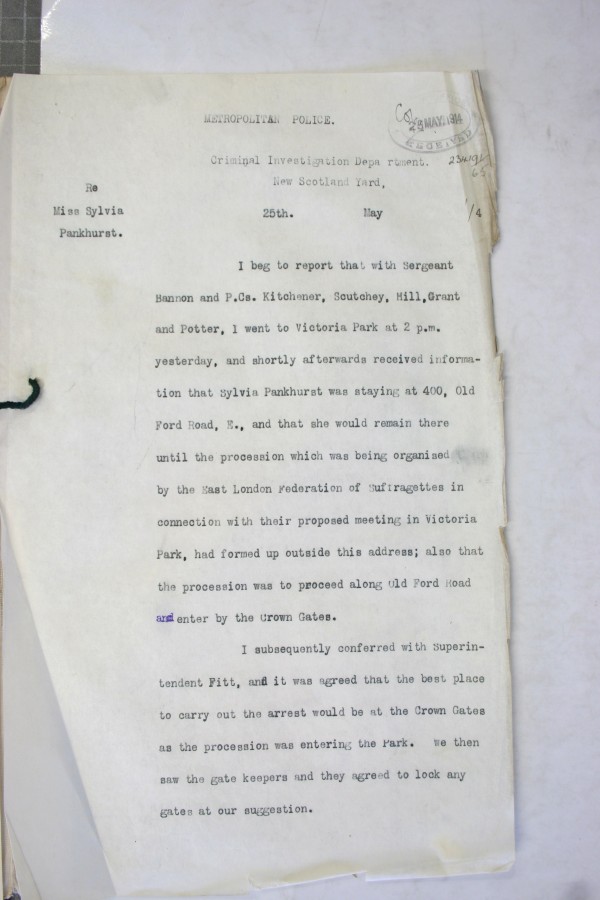 METROPOLITAN POLICE.
25 MAY. 1914
RECEIVED
Criminal Investigation Department.
234191
65
New Scotland Yard,
Re
Miss Sylvia
Pankhurst.
25th. May /4
I beg to report that with Sergeant
Bannon and P.Cs. Kitchener, Scutchey, Hill,Grant
and Potter, I went to Victoria Park at 2 p.m.
yesterday, and shortly afterwards received informa-
tion that Sylvia Pankhurst was staying at 400, Old
Ford Road, E., and that she would remain there
until the procession which was being organised
by the East London Federation of Suffragettes in
connection with their proposed meeting in Victoria
Park, had formed up outside this address; also that
the procession was to proceed along Old Ford Road
and enter by the Crown Gates.
I subsequently conferred with Superin-
tendent Fitt, and it was agreed that the best place
to carry out the arrest would be at the Crown Gates
as the procession was entering the Park. We then
saw the gate keepers and they agreed to lock any
gates at our suggestion.